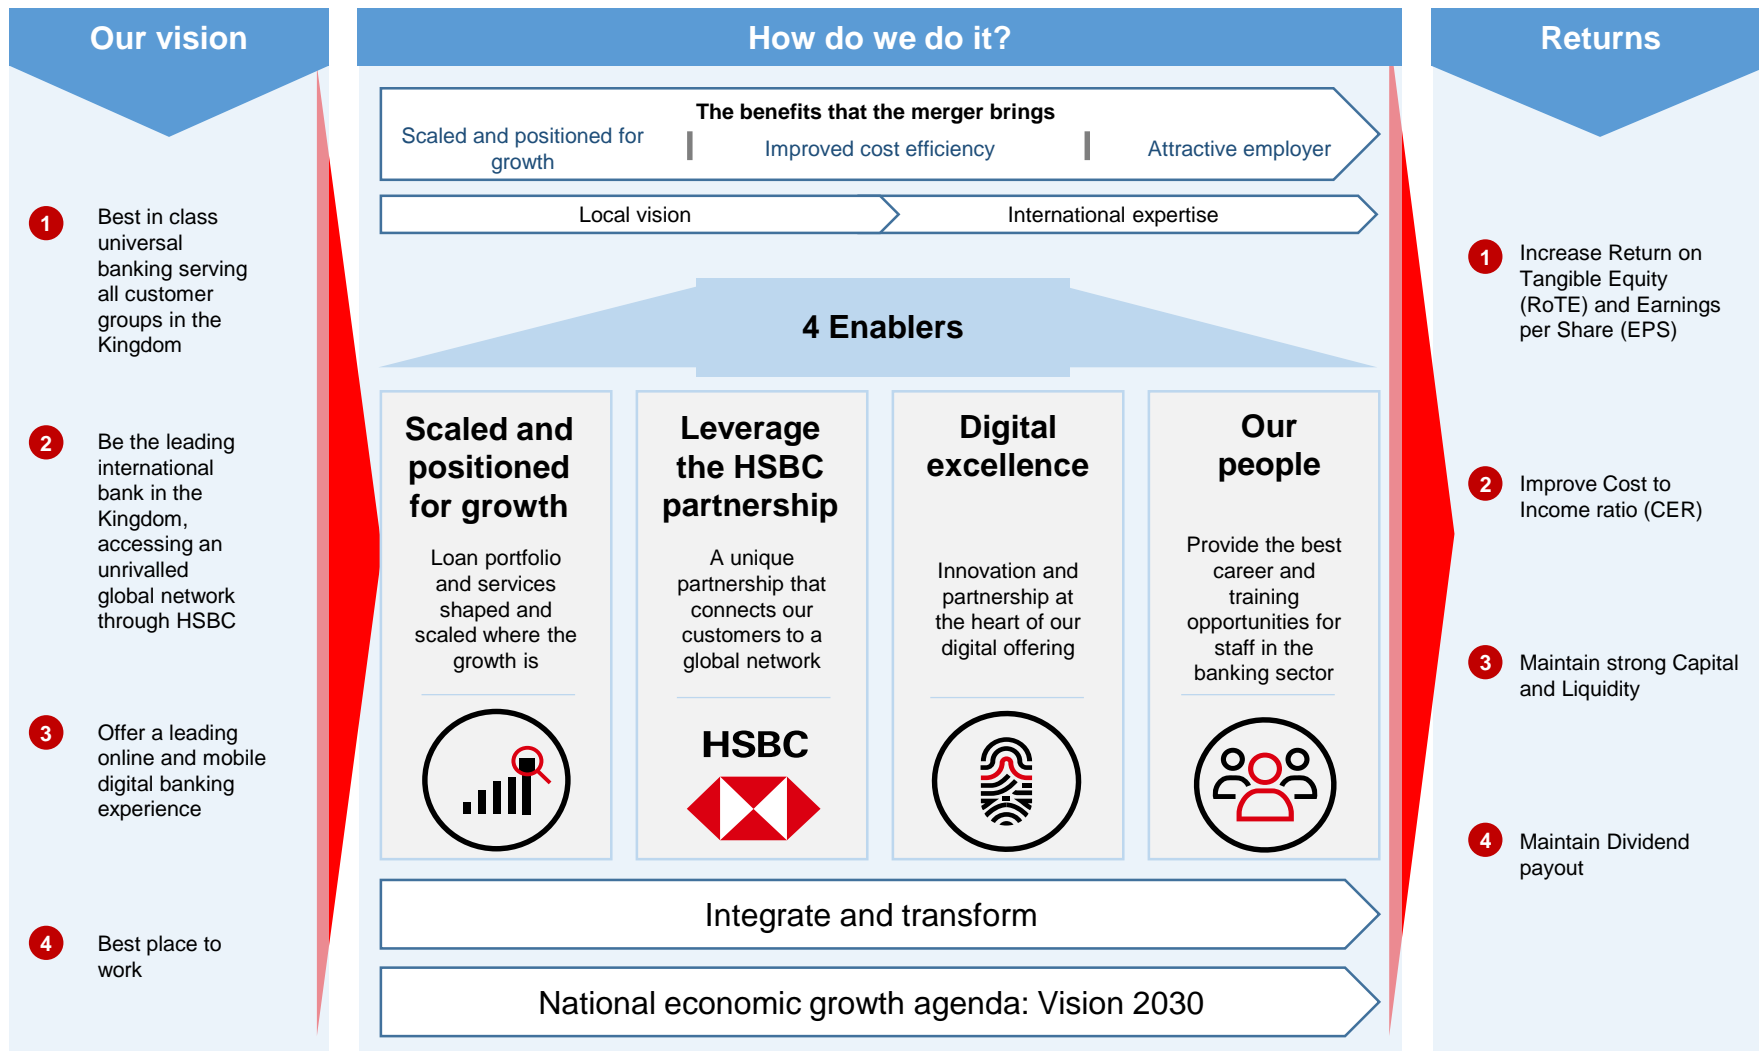 Our vision
1
Best in class
universal
banking serving
all customer
groups in the
Kingdom
2
Be the leading
international
bank in the
Kingdom,
accessing an
unrivalled
global network
through HSBC
3
Offer a leading
online and mobile
digital banking
experience
4
Best place to
work
How do we do it?
The benefits that the merger brings
Scaled and positioned for
growth
Improved cost efficiency
Attractive employer
Local vision
International expertise
4 Enablers
Scaled and
positioned
for growth
Loan portfolio
and services
shaped and
scaled where the
growth is
Leverage
the HSBC
partnership
A unique
partnership that
connects our
customers to a
global network
HSBC
Digital
excellence
Innovation and
partnership at
the heart of our
digital offering
Our
people
Provide the best
career and
training
opportunities for
staff in the
banking sector
Integrate and transform
National economic growth agenda: Vision 2030
Returns
1
Increase Return on
Tangible Equity
(RoTE) and Earnings
per Share (EPS)
2
Improve Cost to
Income ratio (CER)
3
Maintain strong Capital
and Liquidity
4
Maintain Dividend
payout